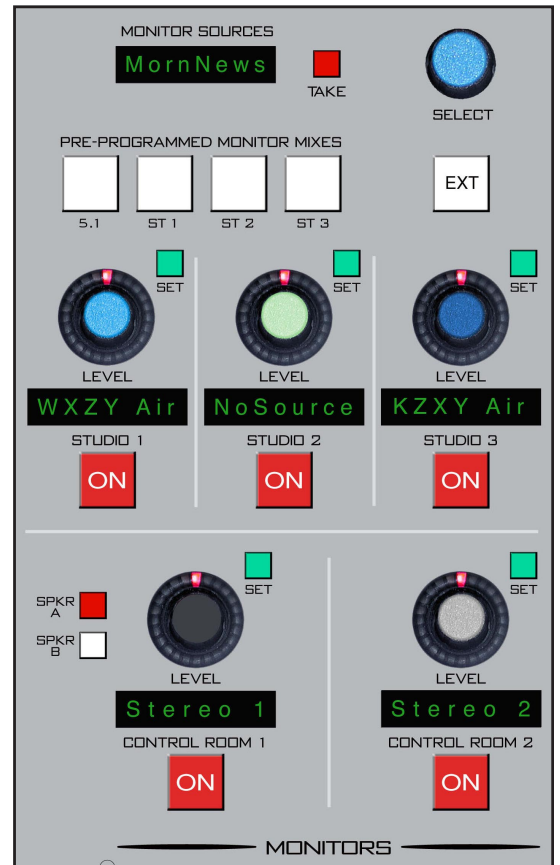 MONITOR SOURCES
MornNews
TAKE
SELECT
PRE-PROGRAMMED MONITOR MIXES
EXT
5.1 ST 1 ST 2 ST 3
SET SET SET
LEVEL LEVEL LEVEL
WXZY Air NoSource KZXY Air
STUDIO 1 STUDIO 2 STUDIO 3
ON ON ON
SET SET
SPKR
A
SPKR
B
LEVEL LEVEL
Stereo 1 Stereo 2
CONTROL ROOM 1 CONTROL ROOM 2
ON ON
MONITORS